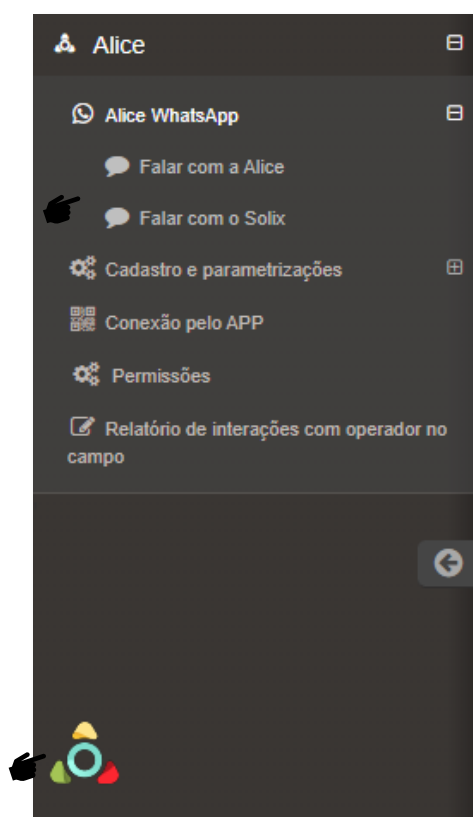 Alice
Alice WhatsApp
Falar com a Alice
Falar com o Solix
Cadastro e parametrizações
Conexão pelo APP
Permissões
Relatório de interações com operador no
campo